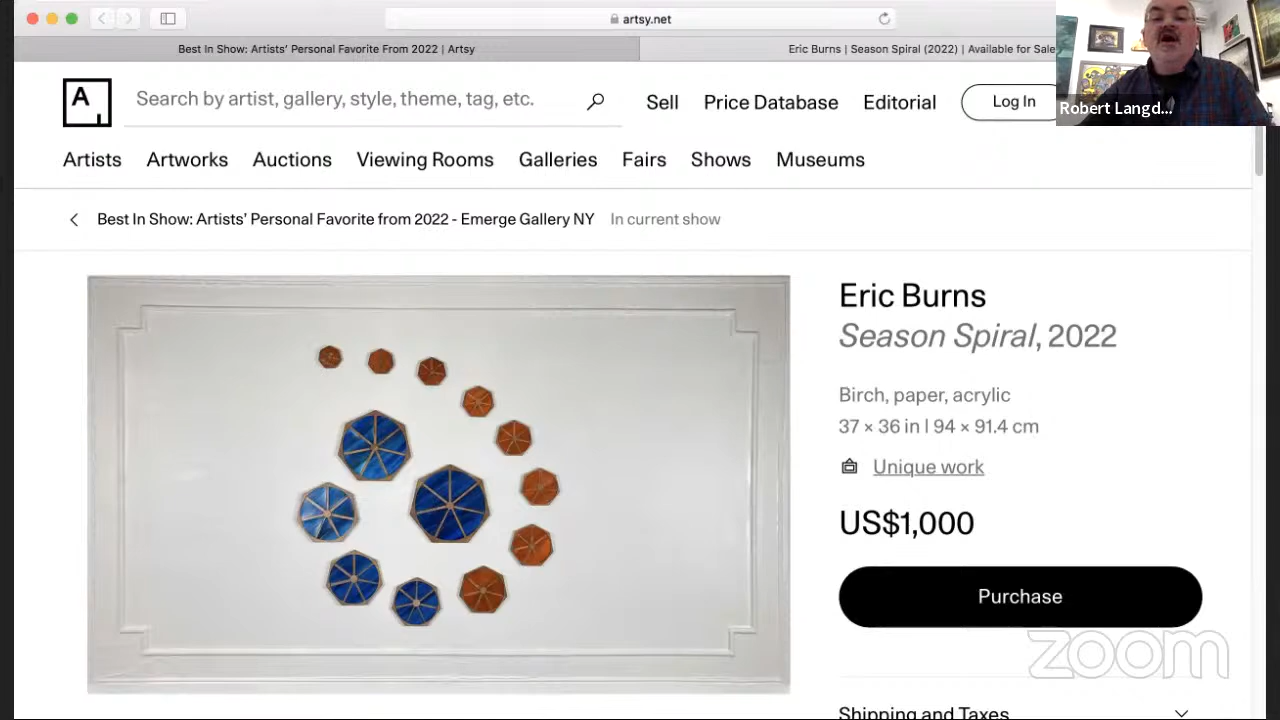 artsy.net
Best In Show: Artists' Personal Favorite From 2022 | Artsy
Eric Burns | Season Spiral (2022) | Available for Sale
Robert Langd...
A
Search by artist, gallery, style, theme, tag, etc.
Sell
Price Database
Editorial
Log In
Artists
Artworks
Auctions
Viewing Rooms
Galleries
Fairs
Shows
Museums
Best In Show: Artists' Personal Favorite from 2022 - Emerge Gallery NY
In current show
Eric Burns
Season Spiral, 2022
Birch, paper, acrylic
37 × 36 in | 94 × 91.4 cm
Unique work
US$1,000
Purchase
zoom
Shipping and Taxes